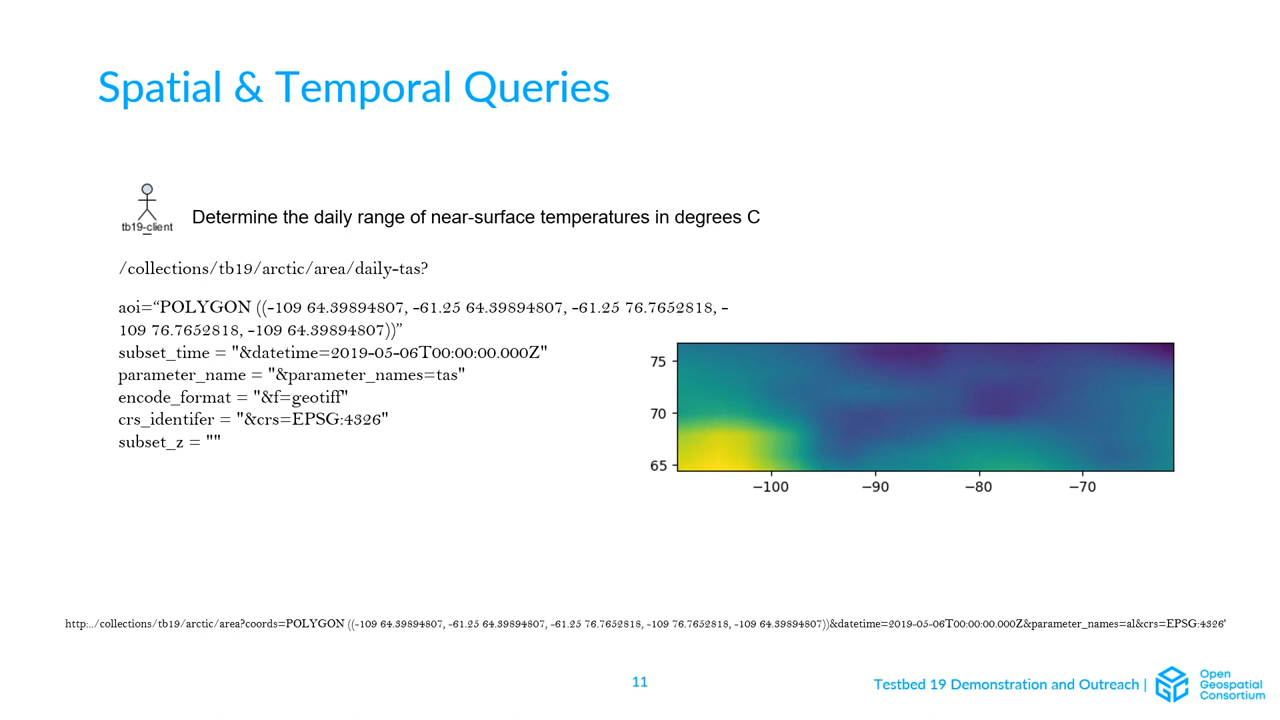 Spatial & Temporal Queries
tb19-client
Determine the daily range of near-surface temperatures in degrees C
/collections/tb19/arctic/area/daily-tas?
aoi=“POLYGON ((-109 64.39894807, -61.25 64.39894807, -61.25 76.7652818, -
109 76.7652818, -109 64.39894807))”
subset_time = "&datetime=2019-05-06T00:00:00.000Z"
parameter_name = "&parameter_names=tas"
encode_format = "&f=geotiff"
crs_identifer = "&crs=EPSG:4326"
subset_z = ""
75
70
65
−100 −90 −80 −70
http:../collections/tb19/arctic/area?coords=POLYGON ((-109 64.39894807, -61.25 64.39894807, -61.25 76.7652818, -109 76.7652818, -109 64.39894807))&datetime=2019-05-06T00:00:00.000Z&parameter_names=al&crs=EPSG:4326'
11
Testbed 19 Demonstration and Outreach |
Open
Geospatial
Consortium